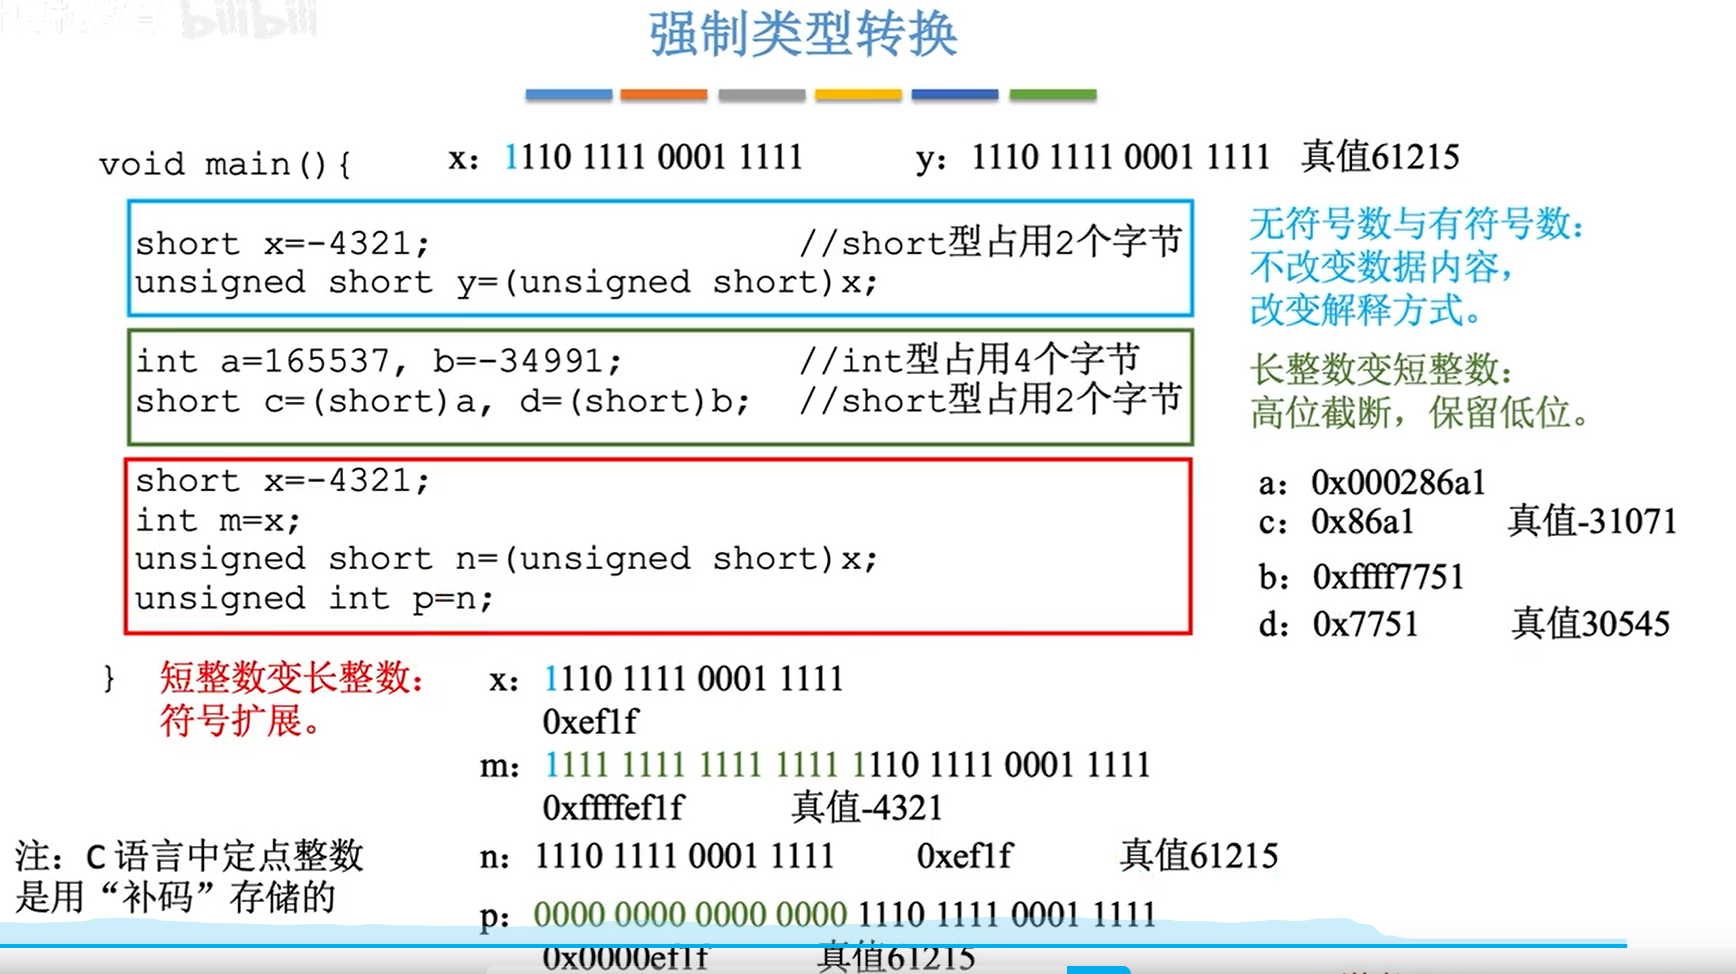 bilibili
强制类型转换
void main(){
x: 1110 1111 0001 1111
y: 1110 1111 0001 1111 真值61215
short x=-4321; //short型占用2个字节
unsigned short y=(unsigned short)x;
无符号数与有符号数：
不改变数据内容，
改变解释方式。
int a=165537, b=-34991; //int型占用4个字节
short c=(short)a, d=(short)b; //short型占用2个字节
长整数变短整数：
高位截断，保留低位。
short x=-4321;
int m=x;
unsigned short n=(unsigned short)x;
unsigned int p=n;
a: 0x000286a1
c: 0x86a1 真值-31071
b: 0xffff7751
d: 0x7751 真值30545
}
短整数变长整数：
符号扩展。
x: 1110 1111 0001 1111
0xef1f
m: 1111 1111 1111 1111 1110 1111 0001 1111
0xffffef1f 真值-4321
注：C 语言中定点整数
是用“补码”存储的
n: 1110 1111 0001 1111 0xef1f 真值61215
p: 0000 0000 0000 0000 1110 1111 0001 1111
0x0000ef1f 真值61215